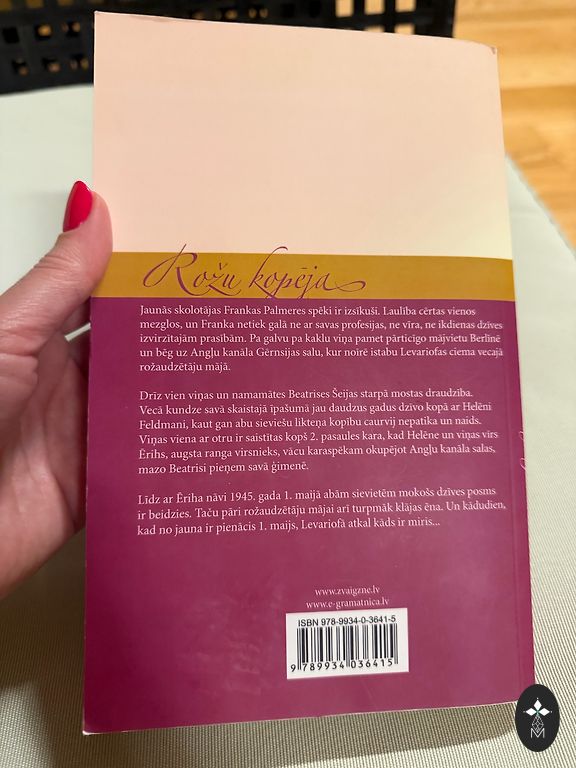 Rožu kopēja
Jaunās skolotājas Frankas Palmeres spēki ir izsīkuši. Laulība cērtas vienos
mezglos, un Franka netiek galā ne ar savas profesijas, ne vīra, ne ikdienas dzīves
izvirzītajām prasībām. Pa galvu pa kaklu viņa pamet pārticīgo mājvietu Berlīnē
un bēg uz Angļu kanāla Gērnsijas salu, kur noīrē istabu Levariofas ciema vecajā
rožaudzētāju mājā.
Drīz vien viņas un namamātes Beatrises Šeijas starpā mostas draudzība.
Vecā kundze savā skaistajā īpašumā jau daudzus gadus dzīvo kopā ar Helēni
Feldmani, kaut gan abu sieviešu likteņa kopību caurvij nepatika un naids.
Viņas viena ar otru ir saistītas kopš 2. pasaules kara, kad Helēne un viņas vīrs
Ērihs, augsta ranga virsnieks, vācu karaspēkam okupējot Angļu kanāla salas,
mazo Beatrisi pieņem savā ģimenē.
Līdz ar Ēriha nāvi 1945. gada 1. maijā abām sievietēm mokošs dzīves posms
ir beidzies. Taču pāri rožaudzētāju mājai arī turpmāk klājas ēna. Un kādudien,
kad no jauna ir pienācis 1. maijs, Levariofā atkal kāds ir miris...
www.zvaigzne.lv
www.e-gramatnica.lv
ISBN 978-9934-0-3641-5
9 789934 036415
M